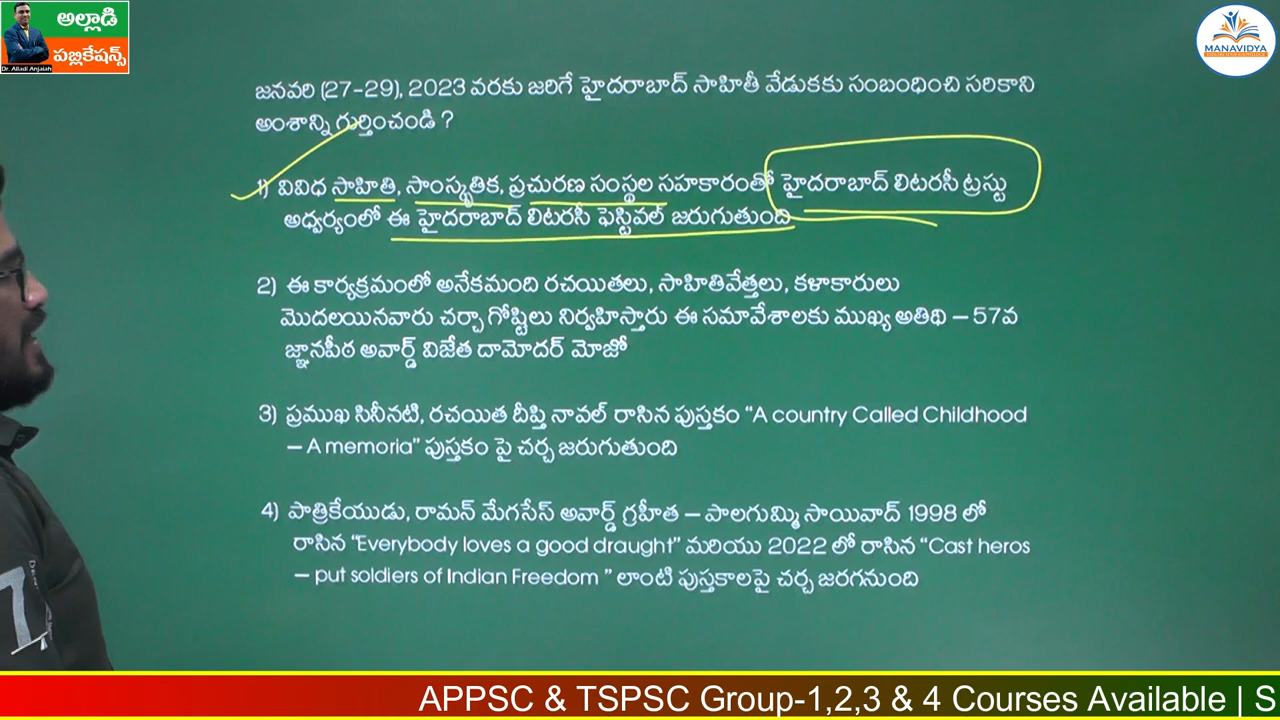 అల్లాడి
పబ్లికేషన్స్
Dr. Alladi Anjaiah
MANAVIDYA
జనవరి (27-29), 2023 వరకు జరిగే హైదరాబాద్ సాహితీ వేడుకకు సంబంధించి సరికాని
అంశాన్ని గుర్తించండి ?
1) వివిధ సాహితి, సాంస్కృతిక, ప్రచురణ సంస్థల సహకారంతో హైదరాబాద్ లిటరసీ ట్రస్టు
అధ్వర్యంలో ఈ హైదరాబాద్ లిటరసీ ఫెస్టివల్ జరుగుతుంది
2) ఈ కార్యక్రమంలో అనేకమంది రచయితలు, సాహితివేత్తలు, కళాకారులు
మొదలయినవారు చర్చా గోష్టిలు నిర్వహిస్తారు ఈ సమావేశాలకు ముఖ్య అతిథి – 57వ
జ్ఞానపీఠ అవార్డ్ విజేత దామోదర్ మోజో
3) ప్రముఖ సినీనటి, రచయిత దీప్తి నావల్ రాసిన పుస్తకం “A country Called Childhood
– A memoria” పుస్తకం పై చర్చ జరుగుతుంది
4) పాత్రికేయుడు, రామన్ మేగసేస్ అవార్డ్ గ్రహీత – పాలగుమ్మి సాయివాద్ 1998 లో
రాసిన “Everybody loves a good draught” మరియు 2022 లో రాసిన “Cast heros
– put soldiers of Indian Freedom ” లాంటి పుస్తకాలపై చర్చ జరగనుంది
7
APPSC & TSPSC Group-1,2,3 & 4 Courses Available | S